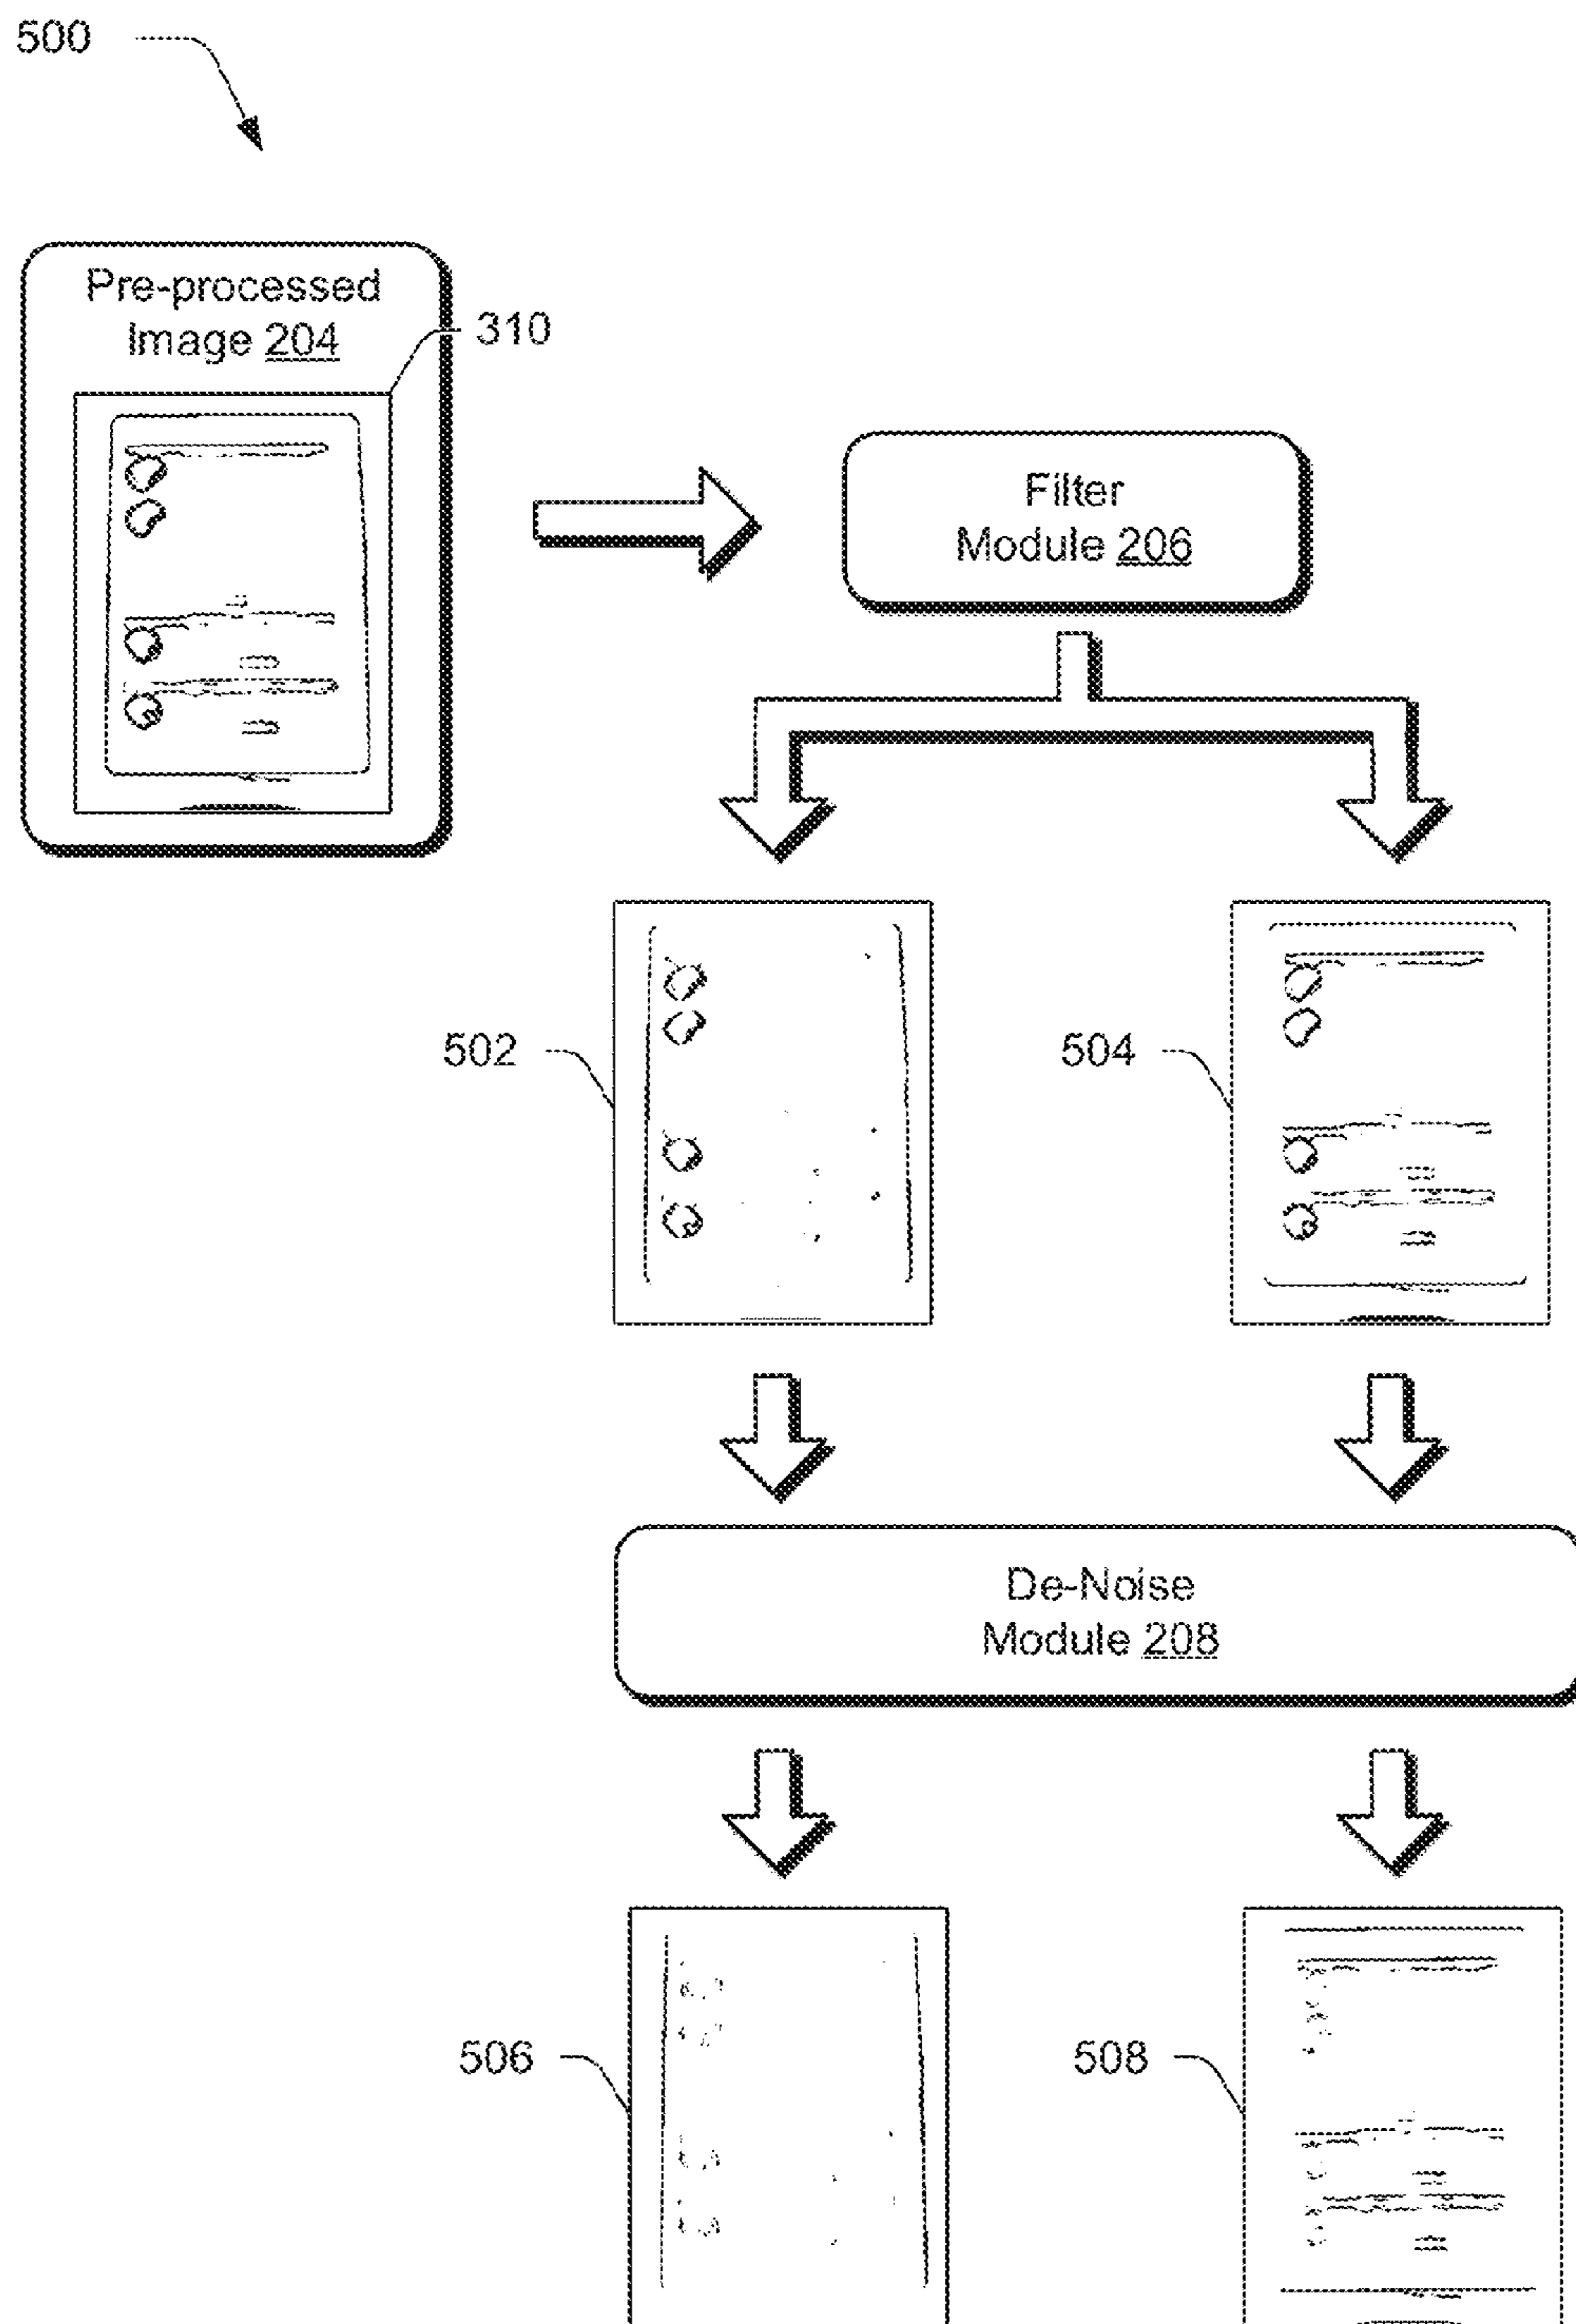 500
Pre-processed
Image 204
310
Filter
Module 206
502
504
De-Noise
Module 208
506
508